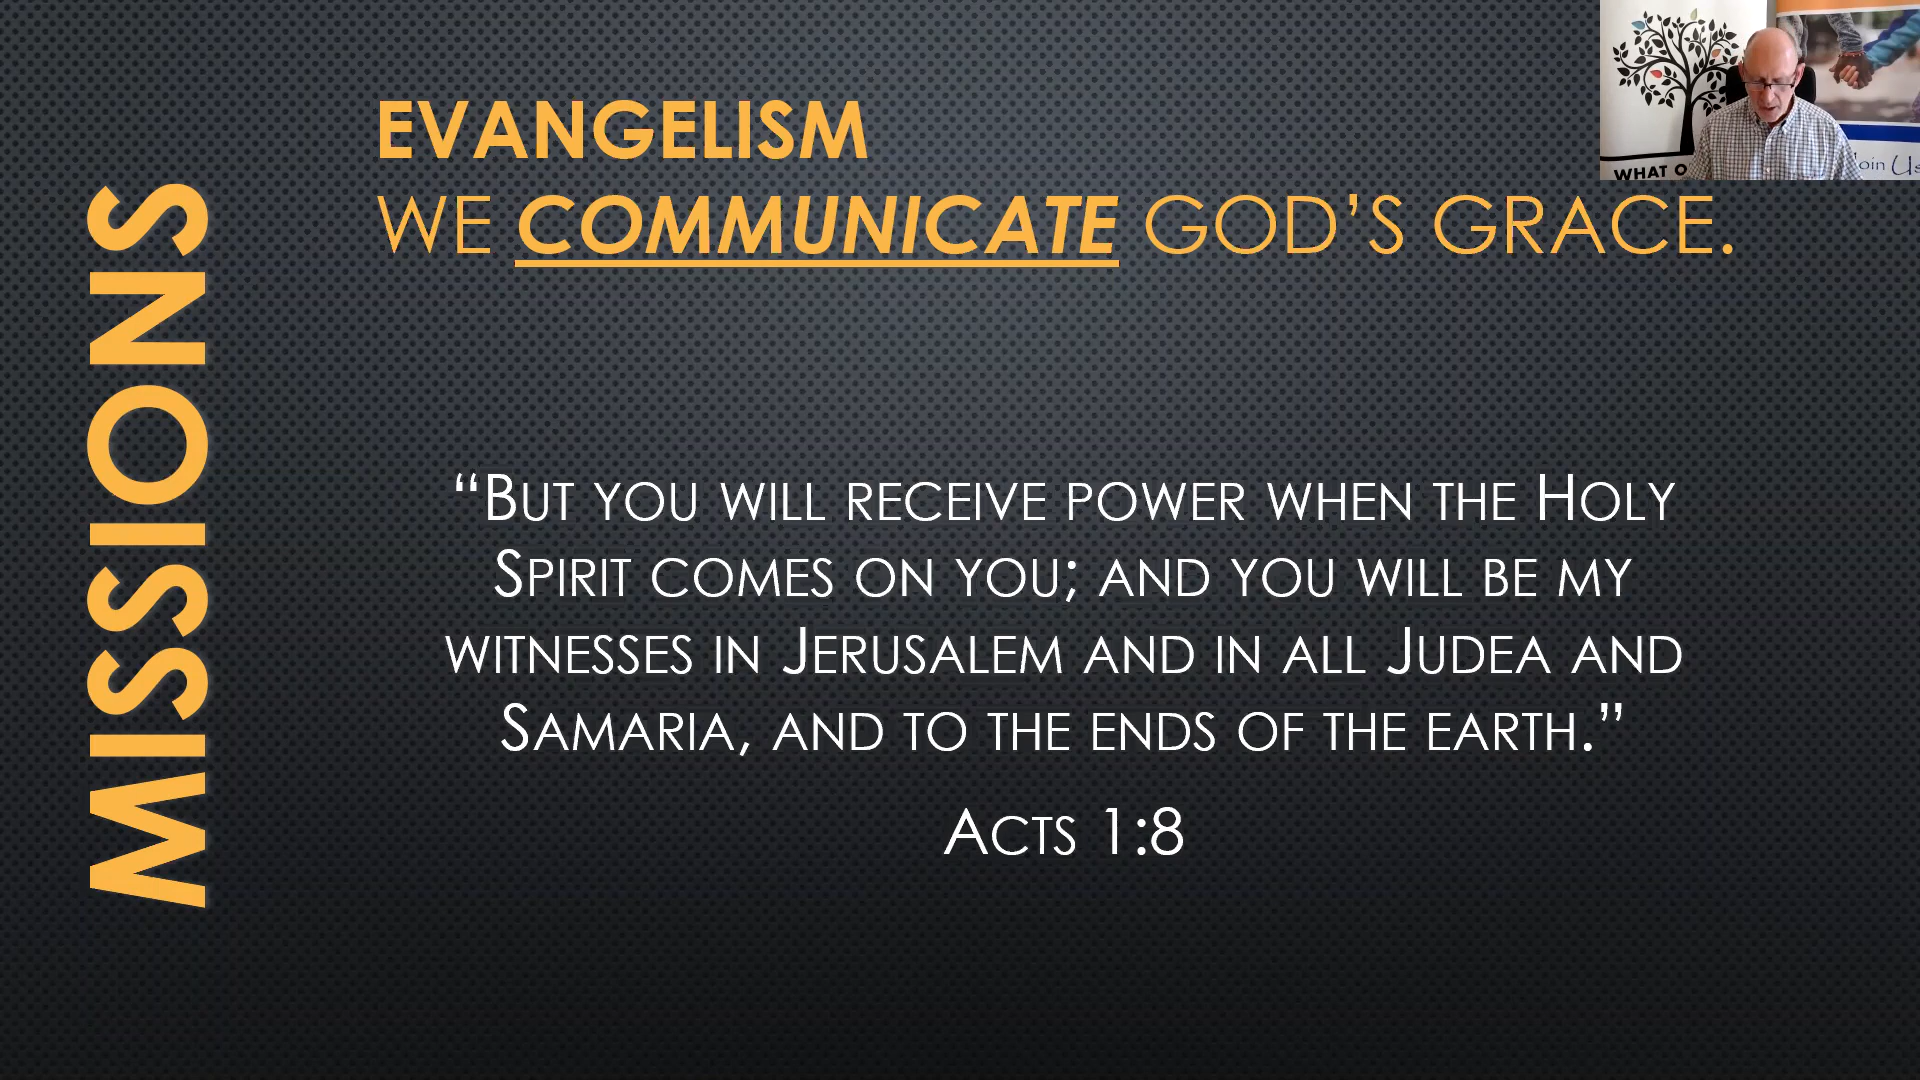 MISSIONS
EVANGELISM
WE COMMUNICATE GOD’S GRACE.
“But you will receive power when the Holy
Spirit comes on you; and you will be my
witnesses in Jerusalem and in all Judea and
Samaria, and to the ends of the earth.”
Acts 1:8
WHAT O
Join Us